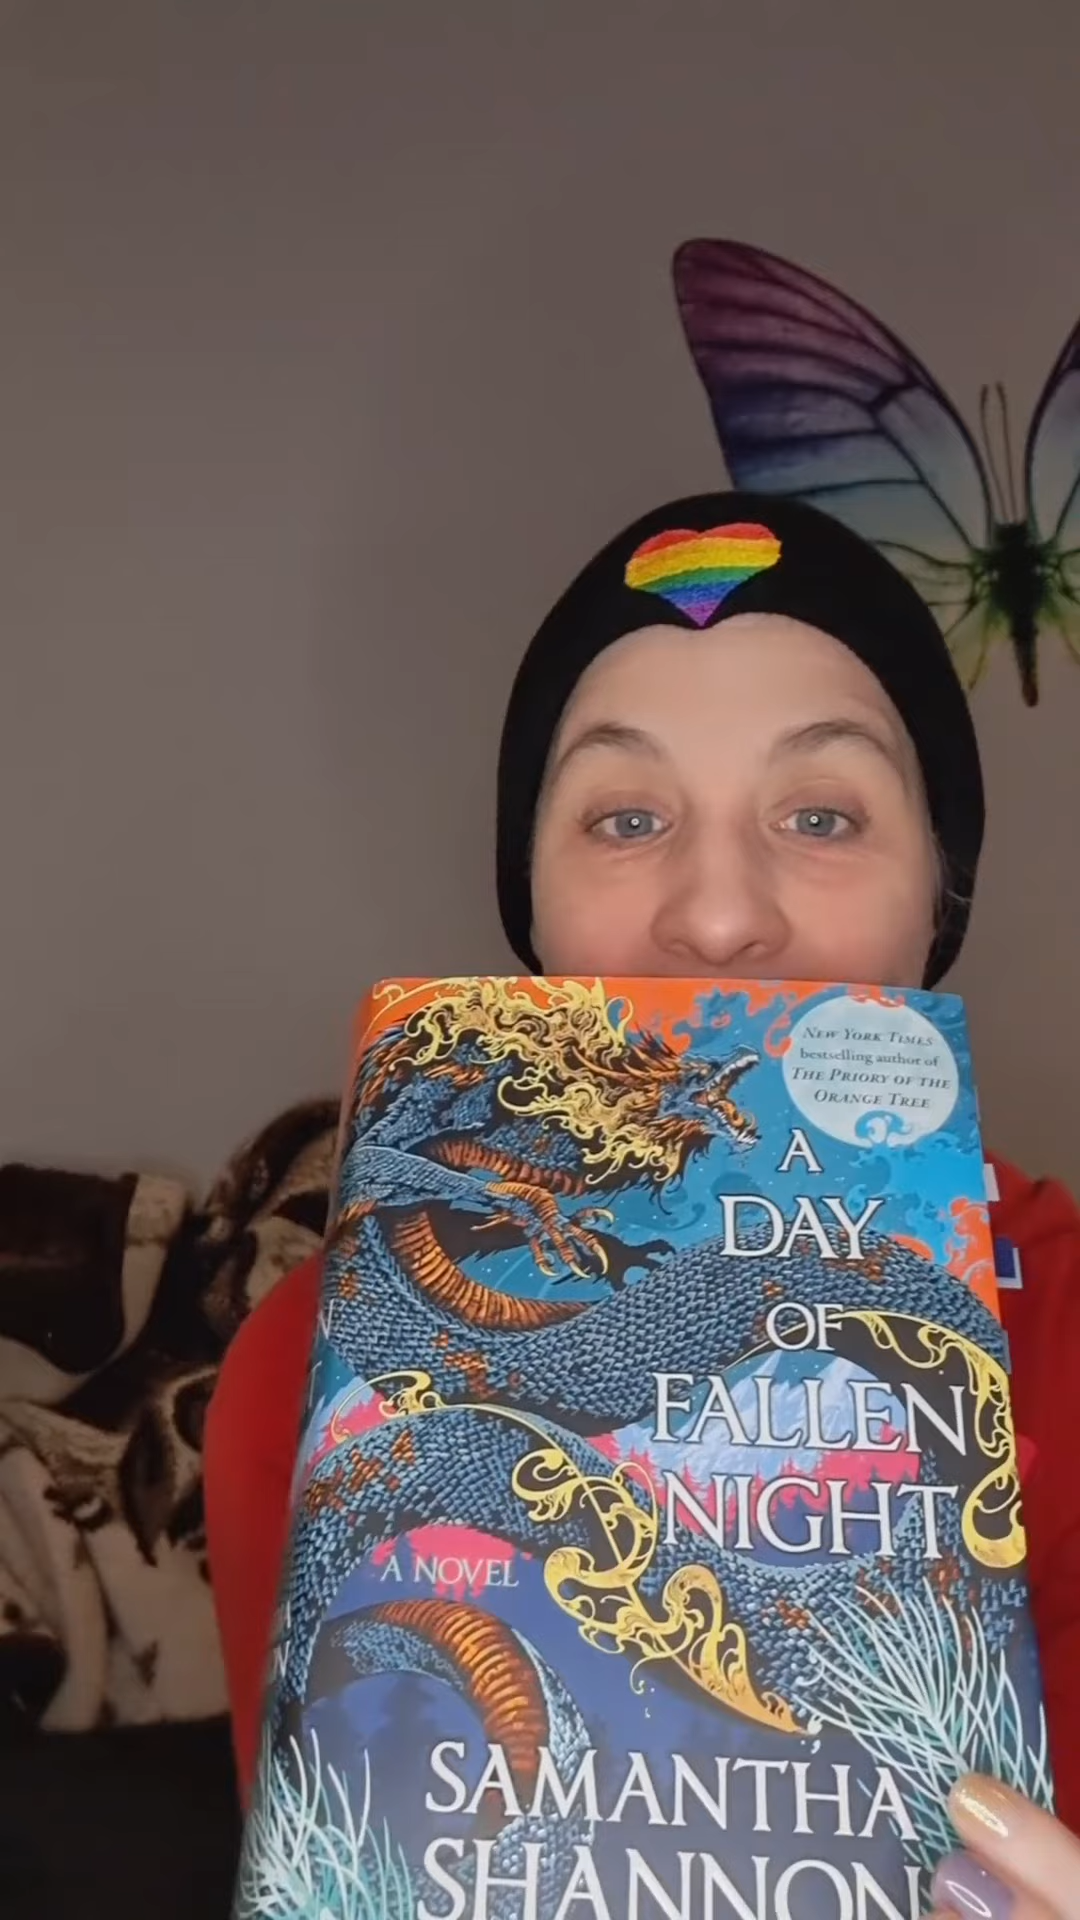 NEW YORK TIMES
bestselling author of
THE PRIORY OF THE
ORANGE TREE
A
DAY
OF
FALLEN
NIGHT
A NOVEL
SAMANTHA
SHANNON